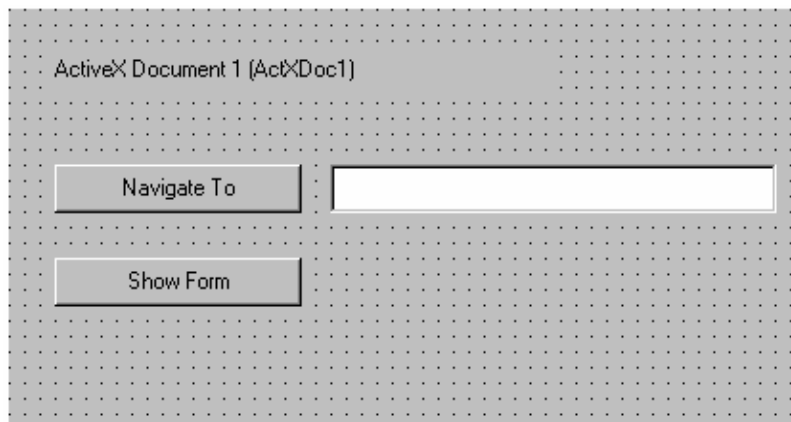 ActiveX Document 1 (ActXDoc1)
Navigate To
Show Form